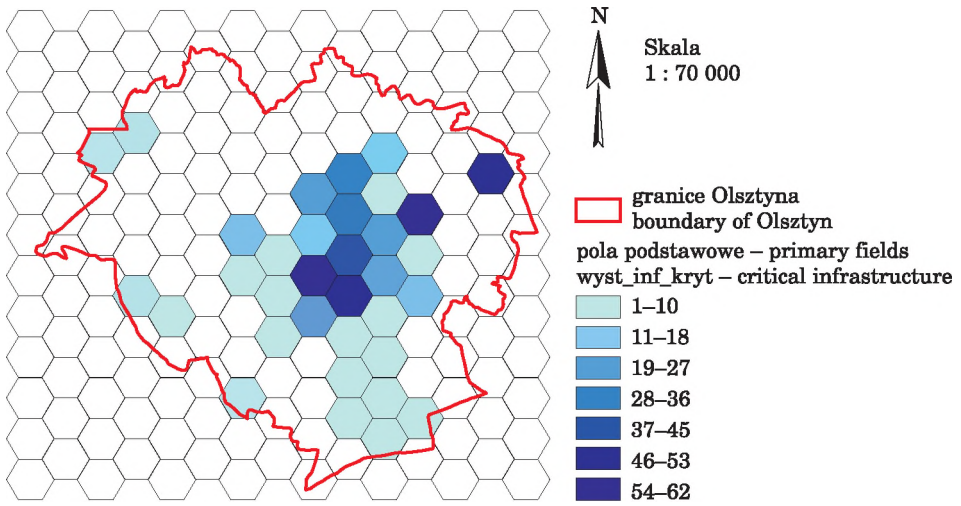 N
Skala
1 : 70 000
granice Olsztyna
boundary of Olsztyn
pola podstawowe – primary fields
wyst_inf_kryt – critical infrastructure
1–10
11–18
19–27
28–36
37–45
46–53
54–62